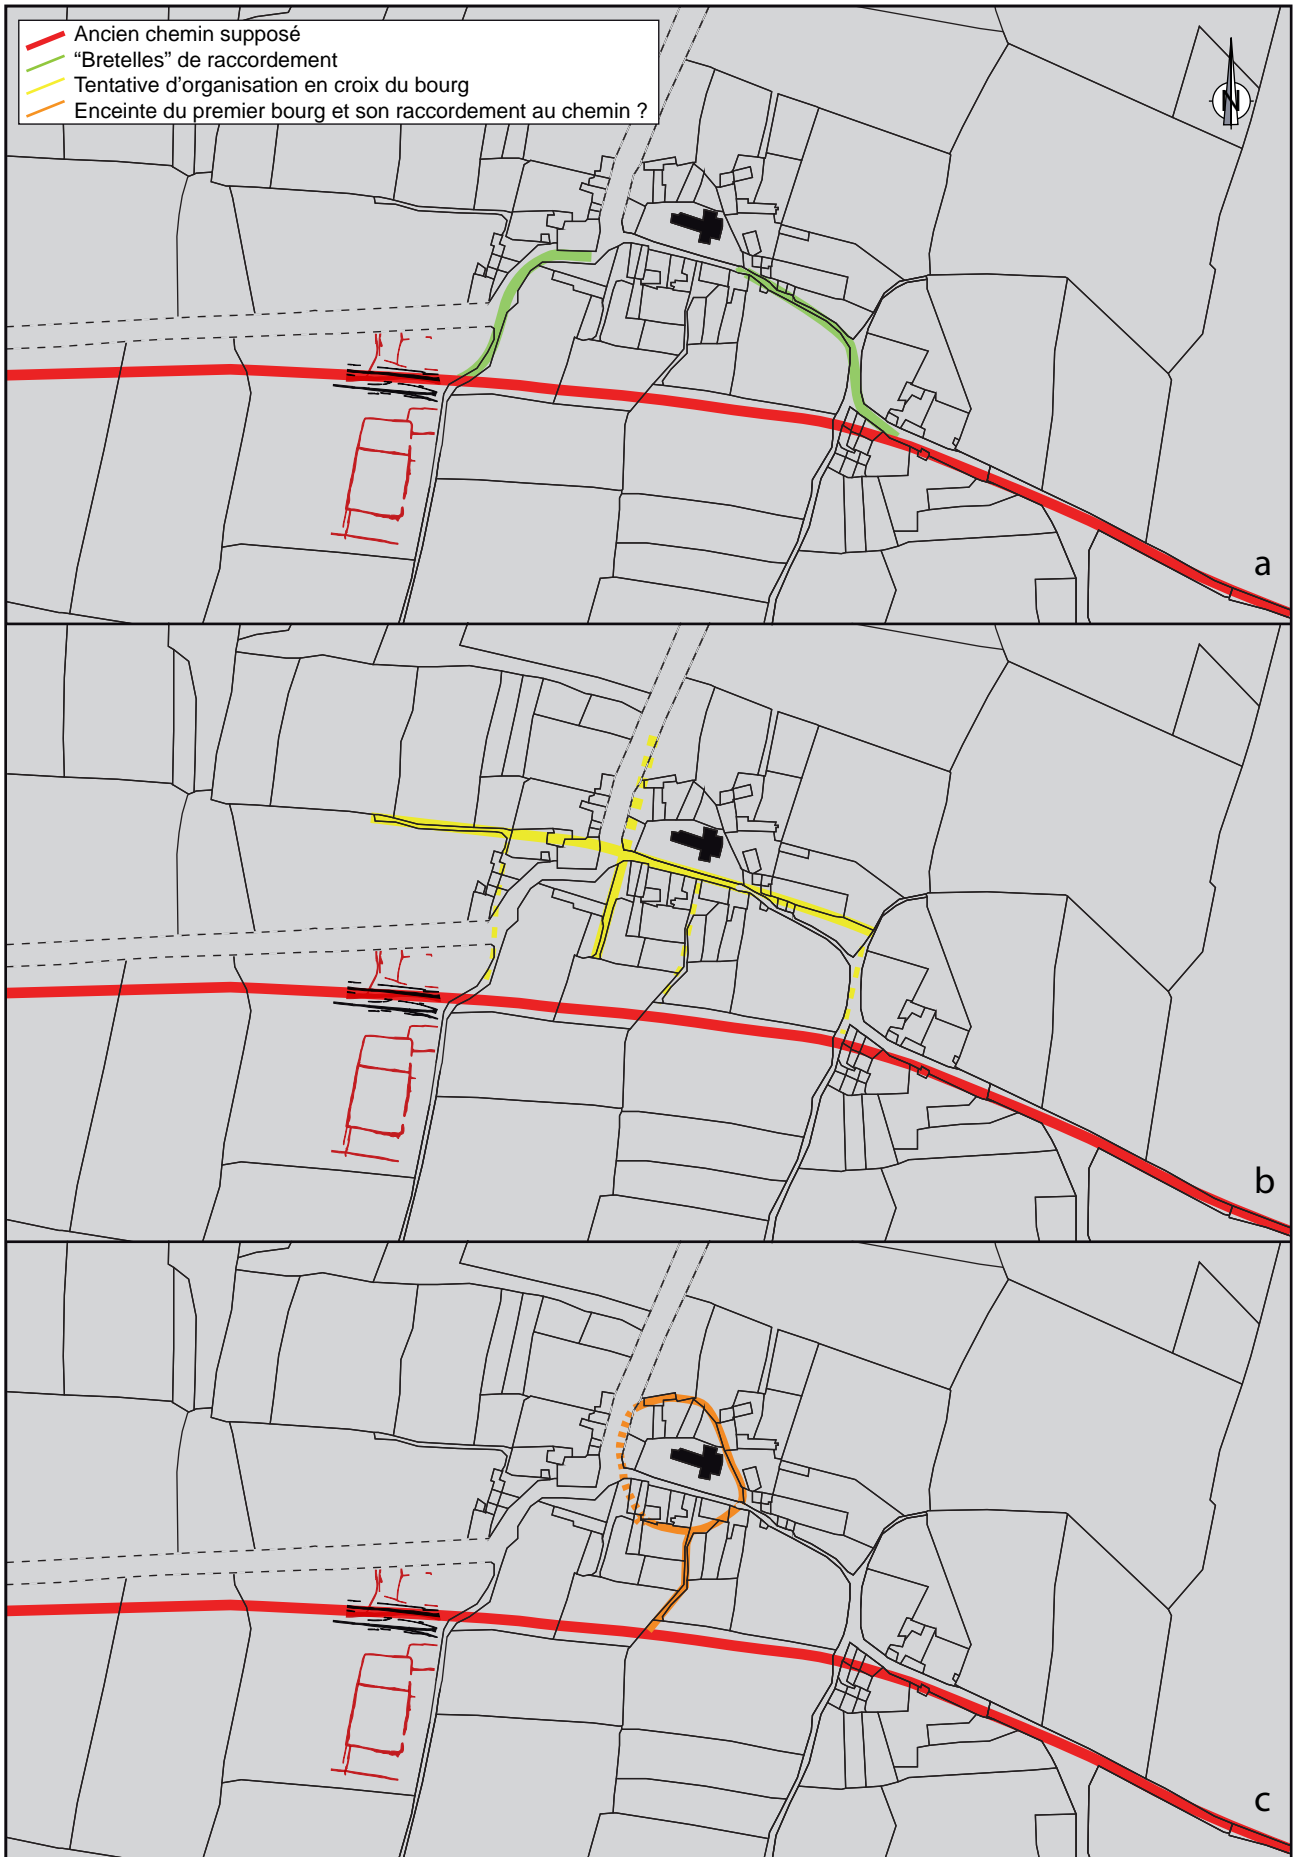 Ancien chemin supposé
“Bretelles” de raccordement
Tentative d'organisation en croix du bourg
Enceinte du premier bourg et son raccordement au chemin ?
N
a
b
c